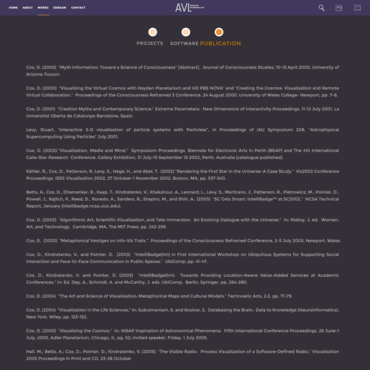 HOME ABOUT WORKS DOMAIN CONTACT
AVL
PROJECTS SOFTWARE PUBLICATION
Cox, D. (2000) "Myth Information: Toward a Science of Consciousness" (Abstract). Journal of Consciousness Studies, 10-15 April 2000, University of
Arizona-Tucson.
Cox, D. (2000) "Visualizing the Virtual Cosmos with Hayden Planetarium and HD PBS NOVA" and "Creating the Cosmos: Visualization and Remote
Virtual Collaboration." Proceedings of the Consciousness Reframed 3 Conference. 24 August 2000, University of Wales College- Newport, pp. 7-8.
Cox, D. (2001) "Creation Myths and Contemporary Science." Extreme Parameters. New Dimensions of Interactivity Proceedings. 11-12 July 2001, La
Universitat Oberta de Catalunya-Barcelona, Spain.
Levy, Stuart, "Interactive 3-D visualization of particle systems with Partiview", in Proceedings of IAU Symposium 208, "Astrophysical
Supercomputing Using Particles" July 2001.
Cox, D. (2002) "Visualization, Media and Mind." Symposium Proceedings, Biennale for Electronic Arts in Perth (BEAP) and The 4th International
Calia-Star Research Conference. Gallery Exhibition, 31 July-15 September 15 2002, Perth, Australia (catalogue published).
Kähler, R., Cox, D., Patterson, R. Levy, S., Hege, H., and Abel, T. (2002) "Rendering the First Star in the Universe-A Case Study." Vis2002 Conference
Proceedings, IEEE Visualization 2002, 27 October-1 November 2002, Boston, MA, pp. 537-540.
Betts, A., Cox, D., Dhamankar, R., Kaap, T., Kindratenko, V., Khakshour, A., Leonard, L., Levy, S., Martirano, J., Patterson, R., Pietrowicz, M., Pointer, D.,
Powell, J., Rajlich, P., Reed, D., Rovedo, A., Sanders, B., Shapiro, M., and Shih, A. (2003) "SC Gets Smart: IntelliBadge™ at SC2002." NCSA Technical
Report, January (intellibadge.ncsa.uiuc.edu).
Cox, D. (2003) "Algorithmic Art, Scientific Visualization, and Tele-immersion. An Evolving Dialogue with the Universe." In. Malloy, J. ed. Women,
Art, and Technology. Cambridge, MA, The MIT Press, pp. 242-259.
Cox, D. (2003) "Metaphorical Vestiges on Info-Vis Trails." Proceedings of the Consciousness Reframed Conference, 2-5 July 2003, Newport, Wales.
Cox, D., Kindratenko, V., and Pointer, D. (2003) "IntelliBadge(tm)" in First International Workshop on Ubiquitous Systems for Supporting Social
Interaction and Face-to-Face Communication in Public Spaces." UbiComp, pp. 41-47.
Cox, D., Kindratenko, V. and Pointer, D. (2003) "IntelliBadge(tm): Towards Providing Location-Aware Value-Added Services at Academic
Conferences." In: Ed. Dey, A., Schmidt, A. and McCarthy, J. eds. UbiComp. Berlin, Springer: pp. 264-280.
Cox, D. (2004) "The Art and Science of Visualization: Metaphorical Maps and Cultural Models." Technoetic Arts. 2:2, pp. 71-79.
Cox, D. (2004) "Visualization in the Life Sciences." In: Subramaniam, S. and Nuclose, S. Databasing the Brain: Data to Knowledge (Neuroinformatics).
New York, Wiley, pp. 123-152.
Cox, D. (2005) "Visualizing the Cosmos." In: INSAP Inspiration of Astronomical Phenomena. Fifth International Conference Proceedings, 26 June-1
July 2005, Adler Planetarium, Chicago, IL, pg. 50, invited speaker, Friday, 1 July 2005.
Hall, M., Betts, A., Cox, D., Pointer, D., Kindratenko, V. (2005) "The Visible Radio: Process Visualization of a Software-Defined Radio," Visualization
2005 Proceedings in Print and CD, 23-28 October